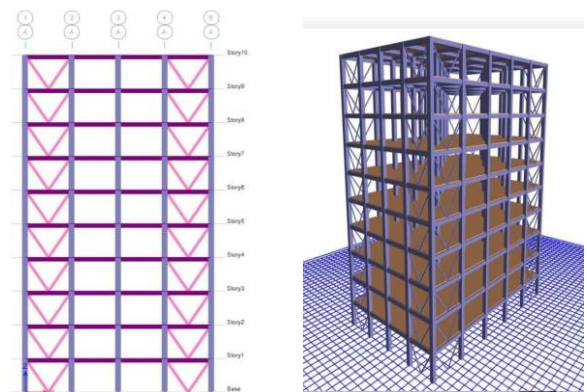 1 2 3 4 5
A A A A A
Story10
Story9
Story8
Story7
Story6
Story5
Story4
Story3
Story2
Story1
Z
Base